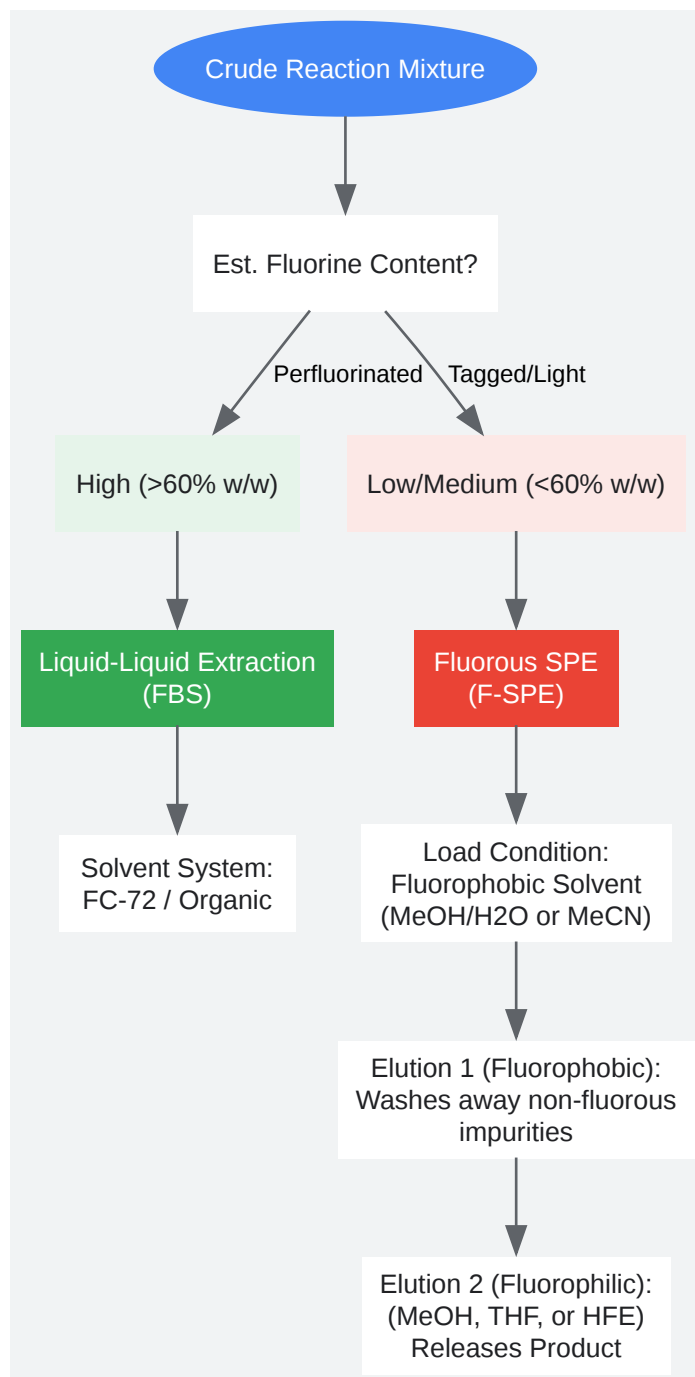 Crude Reaction Mixture
Est. Fluorine Content?
Perfluorinated
Tagged/Light
High (>60% w/w)
Low/Medium (<60% w/w)
Liquid-Liquid Extraction
(FBS)
Fluorous SPE
(F-SPE)
Solvent System:
FC-72 / Organic
Load Condition:
Fluorophobic Solvent
(MeOH/H2O or MeCN)
Elution 1 (Fluorophobic):
Washes away non-fluorous
impurities
Elution 2 (Fluorophilic):
(MeOH, THF, or HFE)
Releases Product